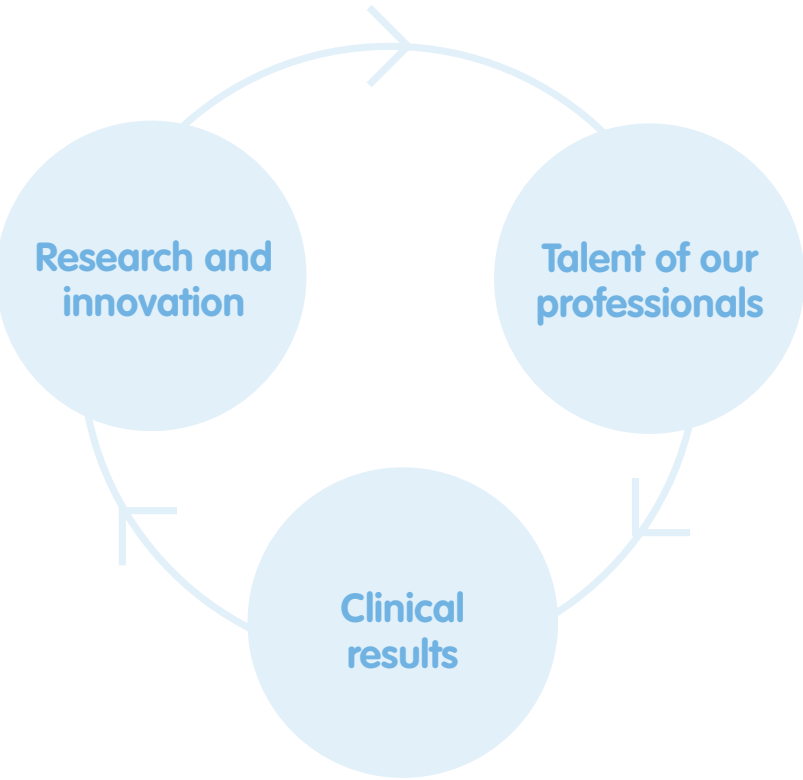 Research and
innovation
Talent of our
professionals
Clinical
results